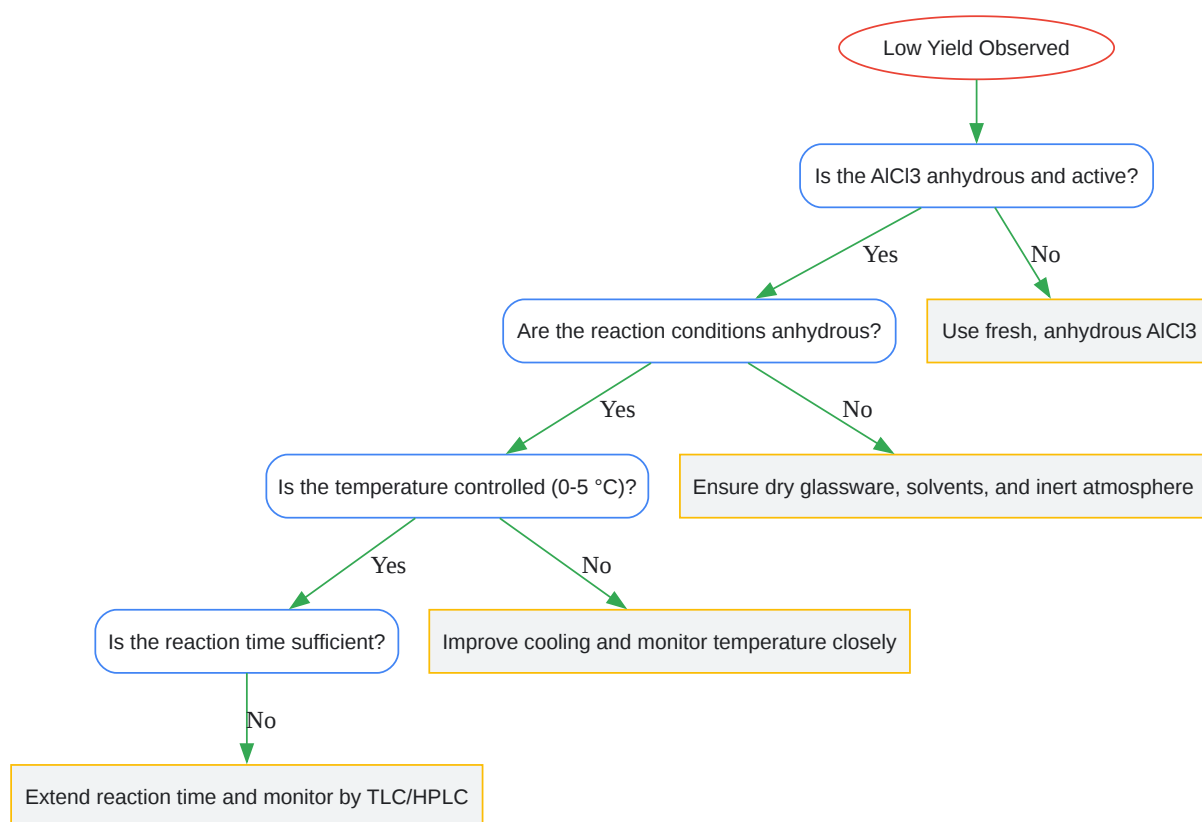 Low Yield Observed
Is the AlCl3 anhydrous and active?
Yes
No
Are the reaction conditions anhydrous?
Use fresh, anhydrous AlCl3
Yes
No
Is the temperature controlled (0-5 °C)?
Ensure dry glassware, solvents, and inert atmosphere
Yes
No
Is the reaction time sufficient?
Improve cooling and monitor temperature closely
No
Extend reaction time and monitor by TLC/HPLC